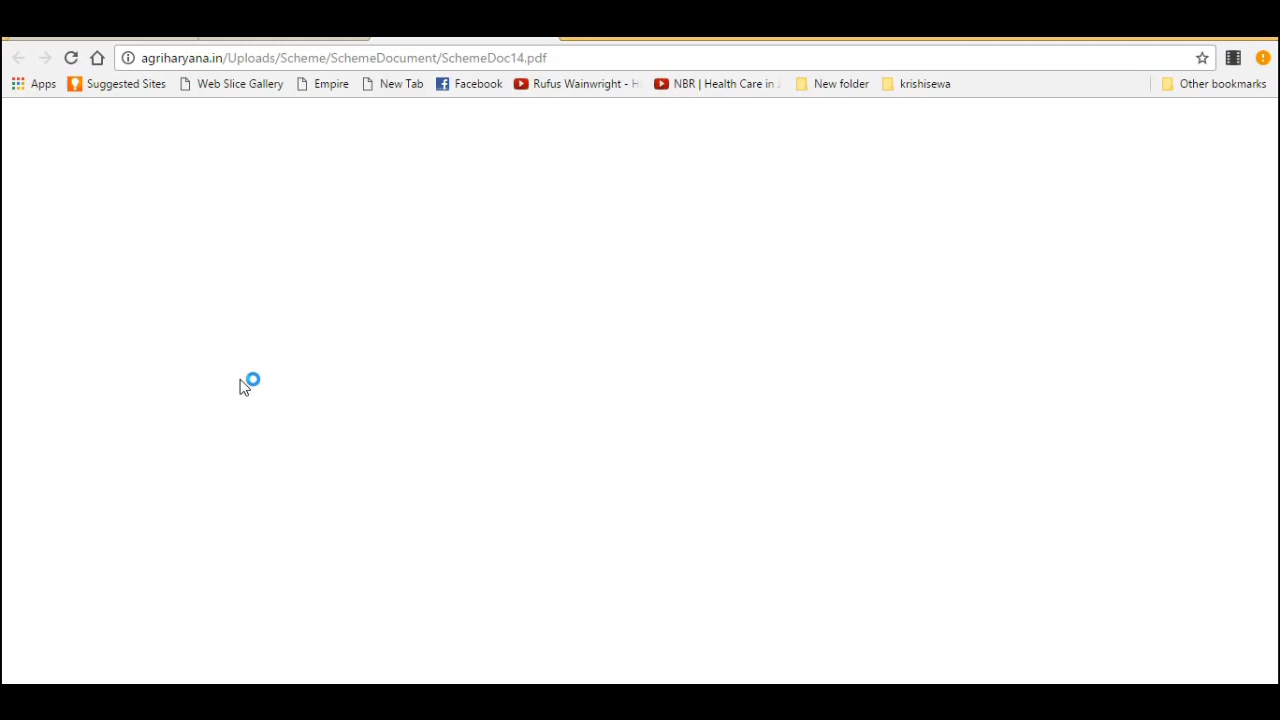 agriharyana.in/Uploads/Scheme/SchemeDocument/SchemeDoc14.pdf
Apps Suggested Sites Web Slice Gallery Empire New Tab Facebook Rufus Wainwright - NBR | Health Care in New folder krishisewa Other bookmarks